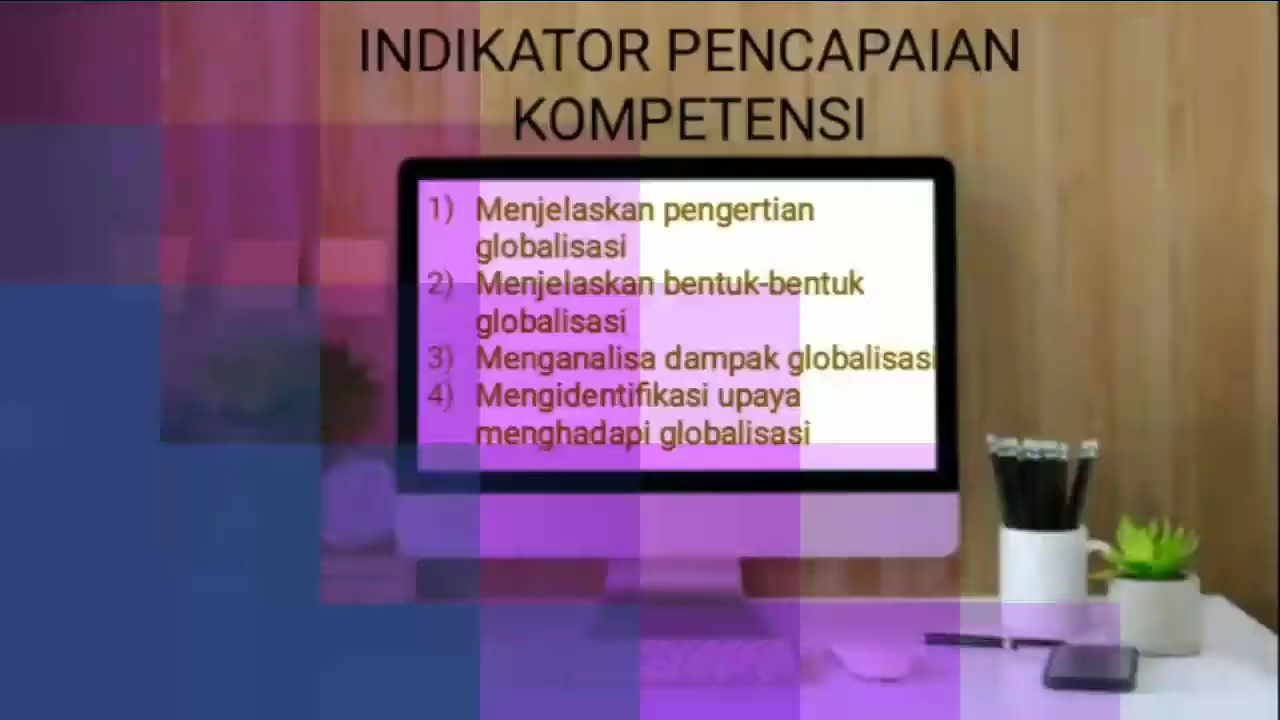 INDIKATOR PENCAPAIAN
KOMPETENSI
1) Menjelaskan pengertian
globalisasi
2) Menjelaskan bentuk-bentuk
globalisasi
3) Menganalisa dampak globalisasi
4) Mengidentifikasi upaya
menghadapi globalisasi